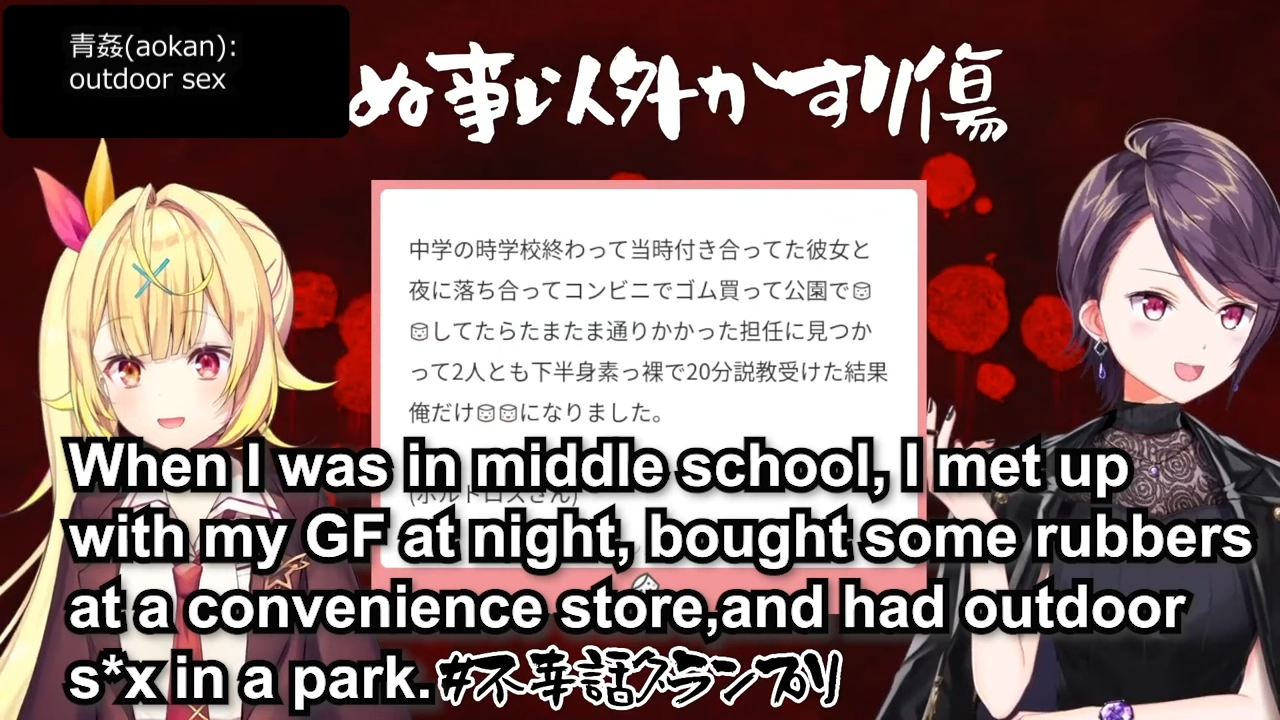 青姦(aokan):
outdoor sex
ぬ事以外かすり傷
中学の時学校終わって当時付き合ってた彼女と
夜に落ち合ってコンビニでゴム買って公園で
してたらたまたま通りかかった担任に見つか
って2人とも下半身素っ裸で20分説教受けた結果
俺だけになりました。
When I was in middle school, I met up
with my GF at night, bought some rubbers
at a convenience store,and had outdoor
s*x in a park.
#不幸話グランプリ